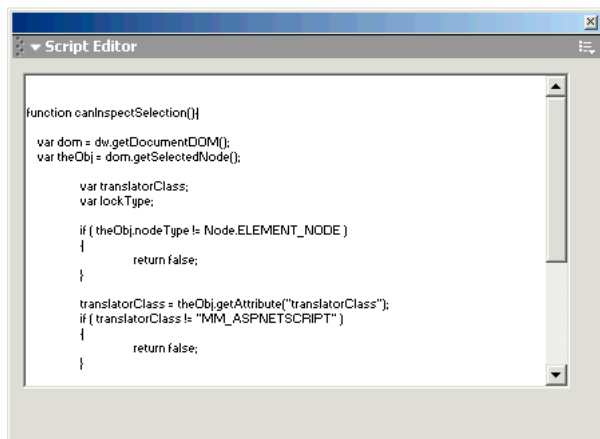 Script Editor
function canInspectSelection(){
var dom = dw.getDocumentDOM();
var theObj = dom.getSelectedNode();
var translatorClass;
var lockType;
if ( theObj.nodeType != Node.ELEMENT_NODE )
{
return false;
}
translatorClass = theObj.getAttribute("translatorClass");
if ( translatorClass != "MM_ASPNETSCRIPT" )
{
return false;
}